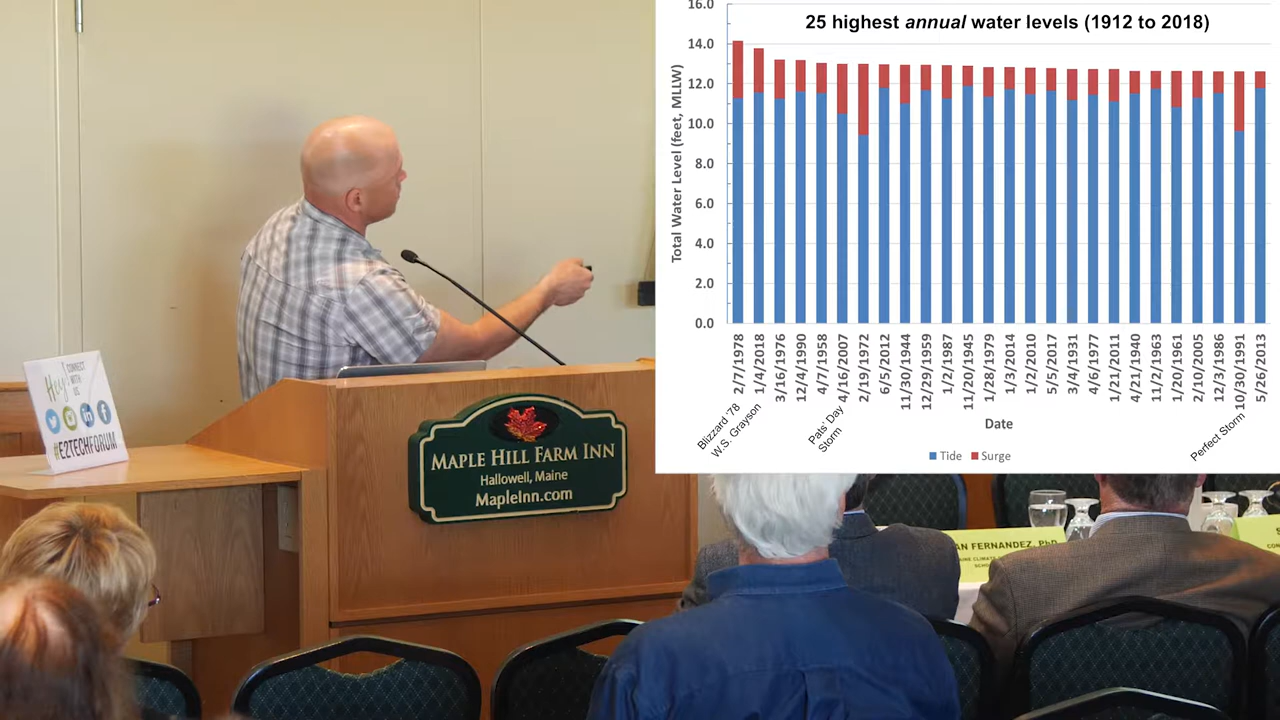 25 highest annual water levels (1912 to 2018)
Total Water Level (feet, MLLW)
16.0
14.0
12.0
10.0
8.0
6.0
4.0
2.0
0.0
2/7/1978
1/4/2018
3/16/1976
12/4/1990
4/7/1958
4/16/2007
2/19/1972
6/5/2012
11/30/1944
12/29/1959
1/2/1987
11/20/1945
1/28/1979
1/3/2014
1/2/2010
5/5/2017
3/4/1931
4/6/1977
1/21/2011
4/21/1940
11/2/1963
1/20/1961
2/10/2005
12/3/1986
10/30/1991
5/26/2013
Blizzard '78
W.S. Grayson
Pats' Day
Storm
Perfect Storm
Date
Tide
Surge
Hey!
CONNECT
WITH
US
#E2TECHFORUM
MAPLE HILL FARM INN
Hallowell, Maine
MapleInn.com
AN FERNANDEZ, PhD